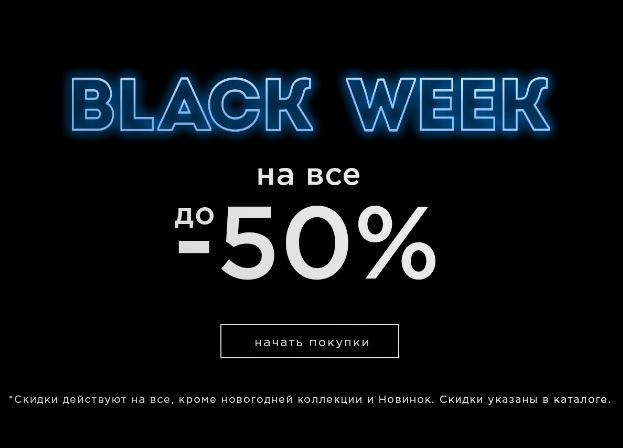 BLACK WEEK
на все
до
-50%
начать покупки
*Скидки действуют на все, кроме новогодней коллекции и Новинок. Скидки указаны в каталоге.